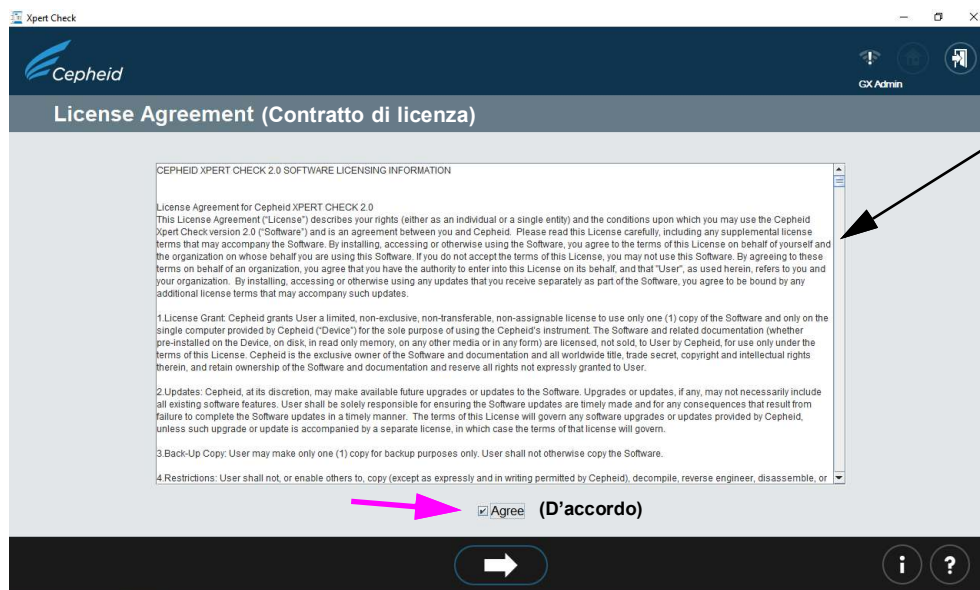 Xpert Check
Cepheid
GX Admin
License Agreement (Contratto di licenza)
CEPHEID XPERT CHECK 2.0 SOFTWARE LICENSING INFORMATION
License Agreement for Cepheid XPERT CHECK 2.0
This License Agreement ("License") describes your rights (either as an individual or a single entity) and the conditions upon which you may use the Cepheid
Xpert Check version 2.0 ("Software") and is an agreement between you and Cepheid.  Please read this License carefully, including any supplemental license
terms that may accompany the Software. By installing, accessing or otherwise using the Software, you agree to the terms of this License on behalf of yourself and
the organization on whose behalf you are using this Software. If you do not accept the terms of this License, you may not use this Software. By agreeing to these
terms on behalf of an organization, you agree that you have the authority to enter into this License on its behalf, and that "User", as used herein, refers to you and
your organization.  By installing, accessing or otherwise using any updates that you receive separately as part of the Software, you agree to be bound by any
additional license terms that may accompany such updates.
1.License Grant: Cepheid grants User a limited, non-exclusive, non-transferable, non-assignable license to use only one (1) copy of the Software and only on the
single computer provided by Cepheid ("Device") for the sole purpose of using the Cepheid's instrument. The Software and related documentation (whether
pre-installed on the Device, on disk, in read only memory, on any other media or in any form) are licensed, not sold, to User by Cepheid, for use only under the
terms of this License. Cepheid is the exclusive owner of the Software and documentation and all worldwide title, trade secret, copyright and intellectual rights
therein, and retain ownership of the Software and documentation and reserve all rights not expressly granted to User.
2.Updates: Cepheid, at its discretion, may make available future upgrades or updates to the Software. Upgrades or updates, if any, may not necessarily include
all existing software features. User shall be solely responsible for ensuring the Software updates are timely made and for any consequences that result from
failure to complete the Software updates in a timely manner.  The terms of this License will govern any software upgrades or updates provided by Cepheid,
unless such upgrade or update is accompanied by a separate license, in which case the terms of that license will govern.
3.Back-Up Copy: User may make only one (1) copy for backup purposes only. User shall not otherwise copy the Software.
4.Restrictions: User shall not, or enable others to, copy (except as expressly and in writing permitted by Cepheid), decompile, reverse engineer, disassemble, or
Agree (D'accordo)
i ?